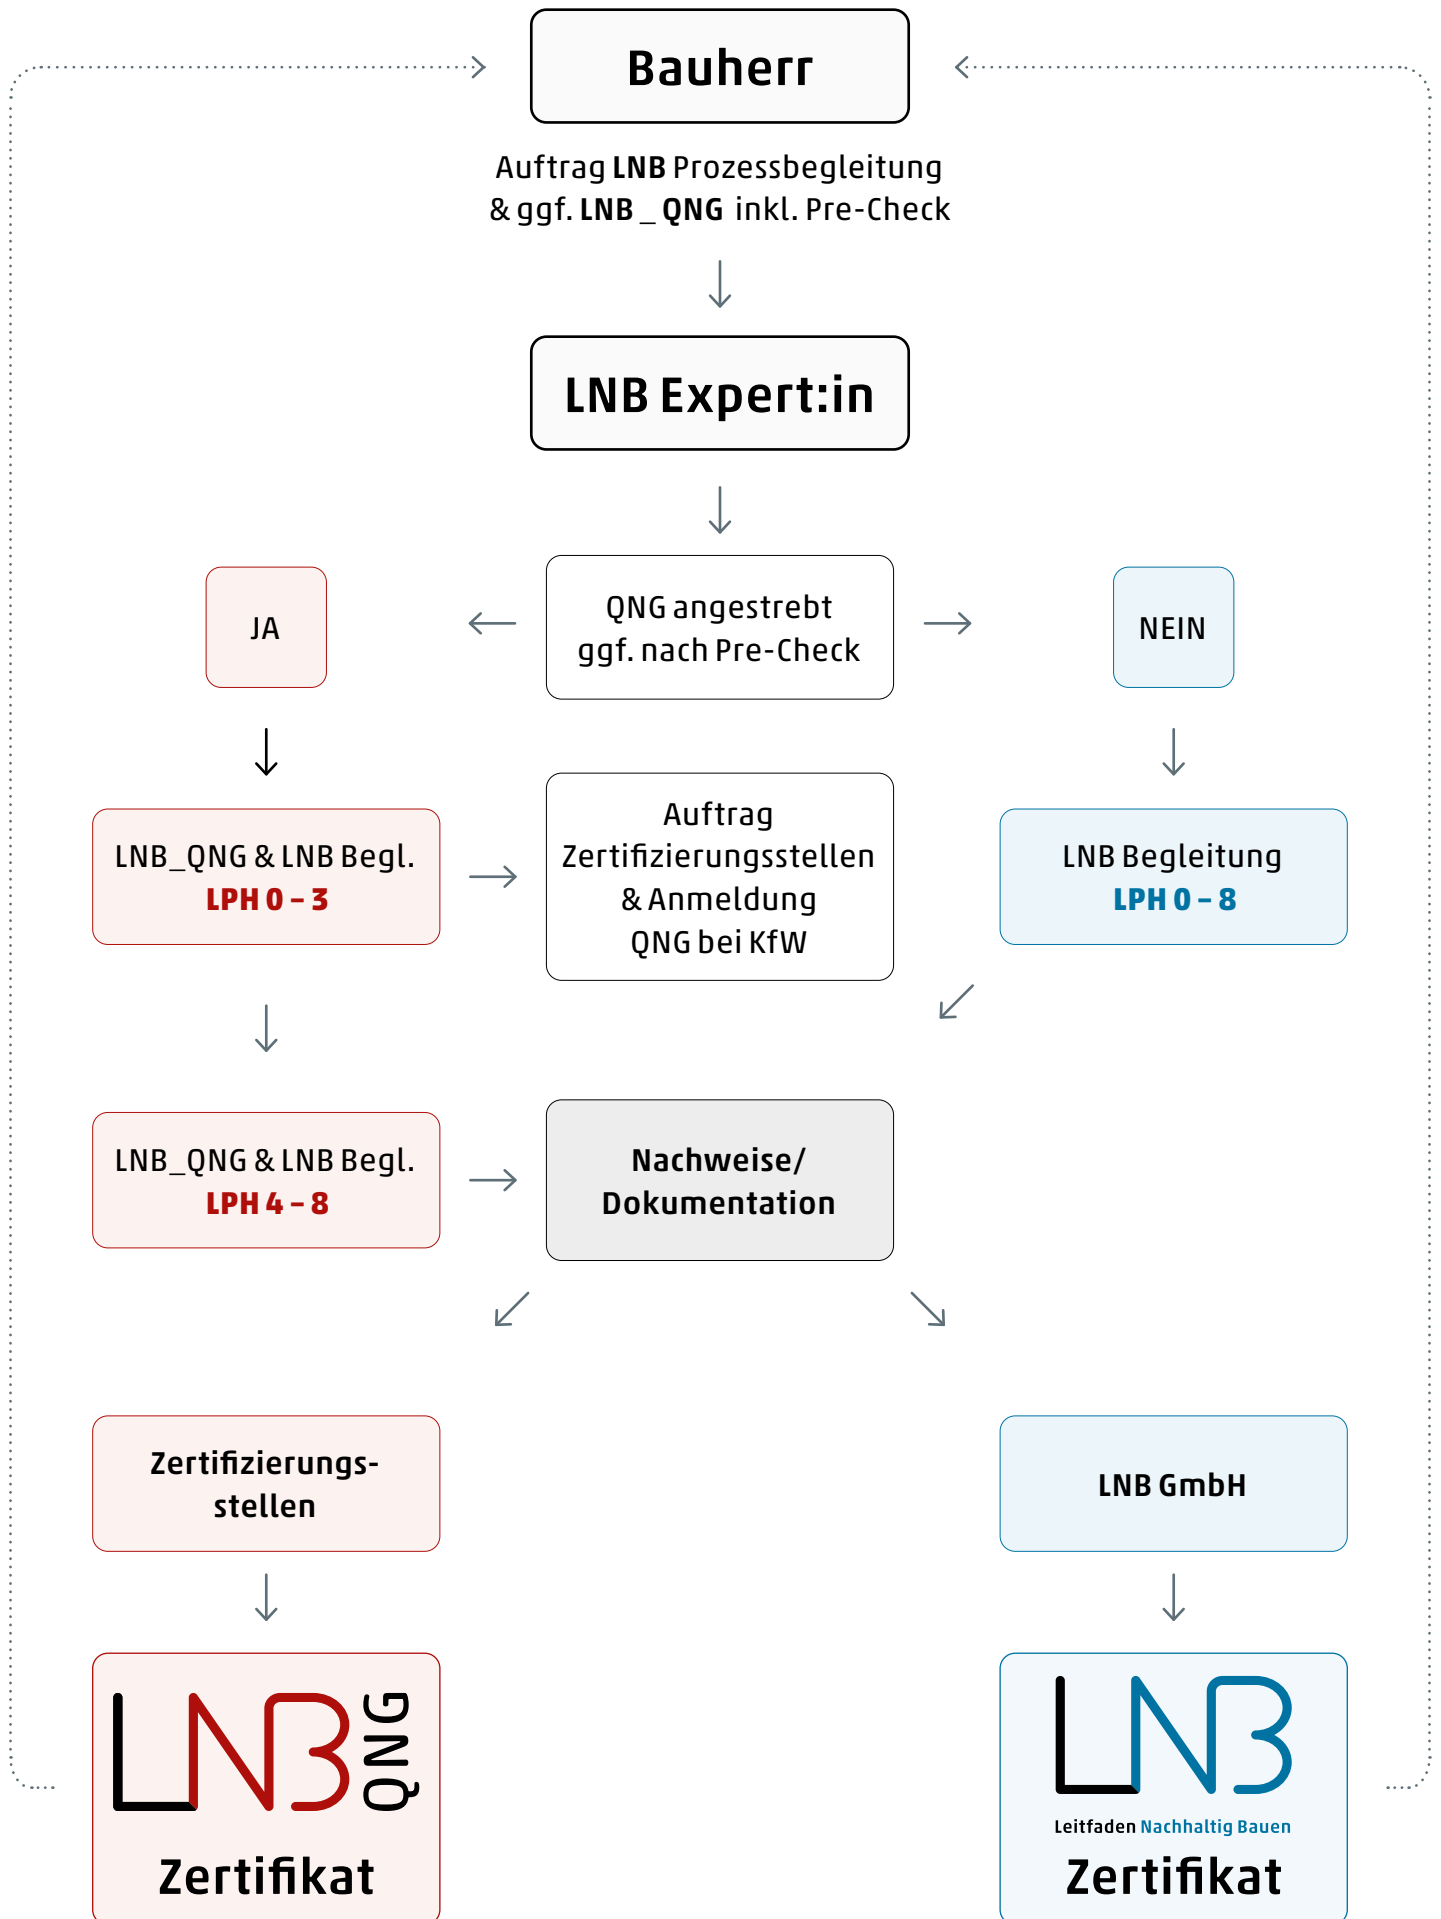 Bauherr
Auftrag LNB Prozessbegleitung
& ggf. LNB _ QNG inkl. Pre-Check
LNB Expert:in
JA
QNG angestrebt
ggf. nach Pre-Check
NEIN
LNB_QNG & LNB Begl.
LPH 0 – 3
Auftrag
Zertifizierungsstellen
& Anmeldung
QNG bei KfW
LNB Begleitung
LPH 0 – 8
LNB_QNG & LNB Begl.
LPH 4 – 8
Nachweise/
Dokumentation
Zertifizierungs-
stellen
LNB GmbH
LNB QNG
Zertifikat
LNB
Leitfaden Nachhaltig Bauen
Zertifikat